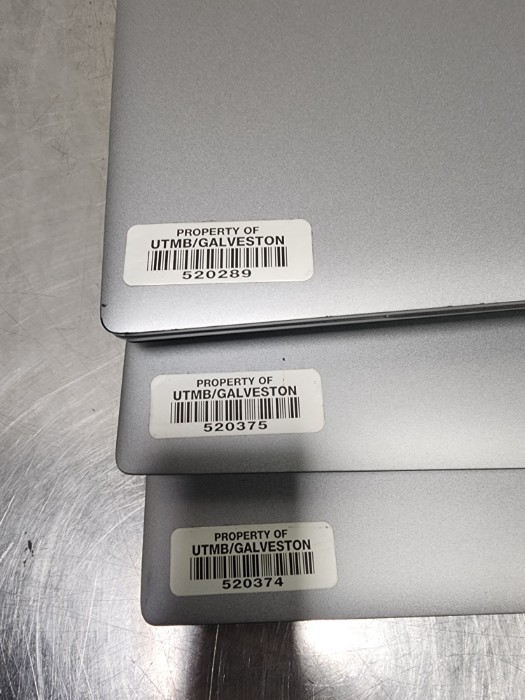 PROPERTY OF
UTMB/GALVESTON
520289
PROPERTY OF
UTMB/GALVESTON
520375
PROPERTY OF
UTMB/GALVESTON
520374